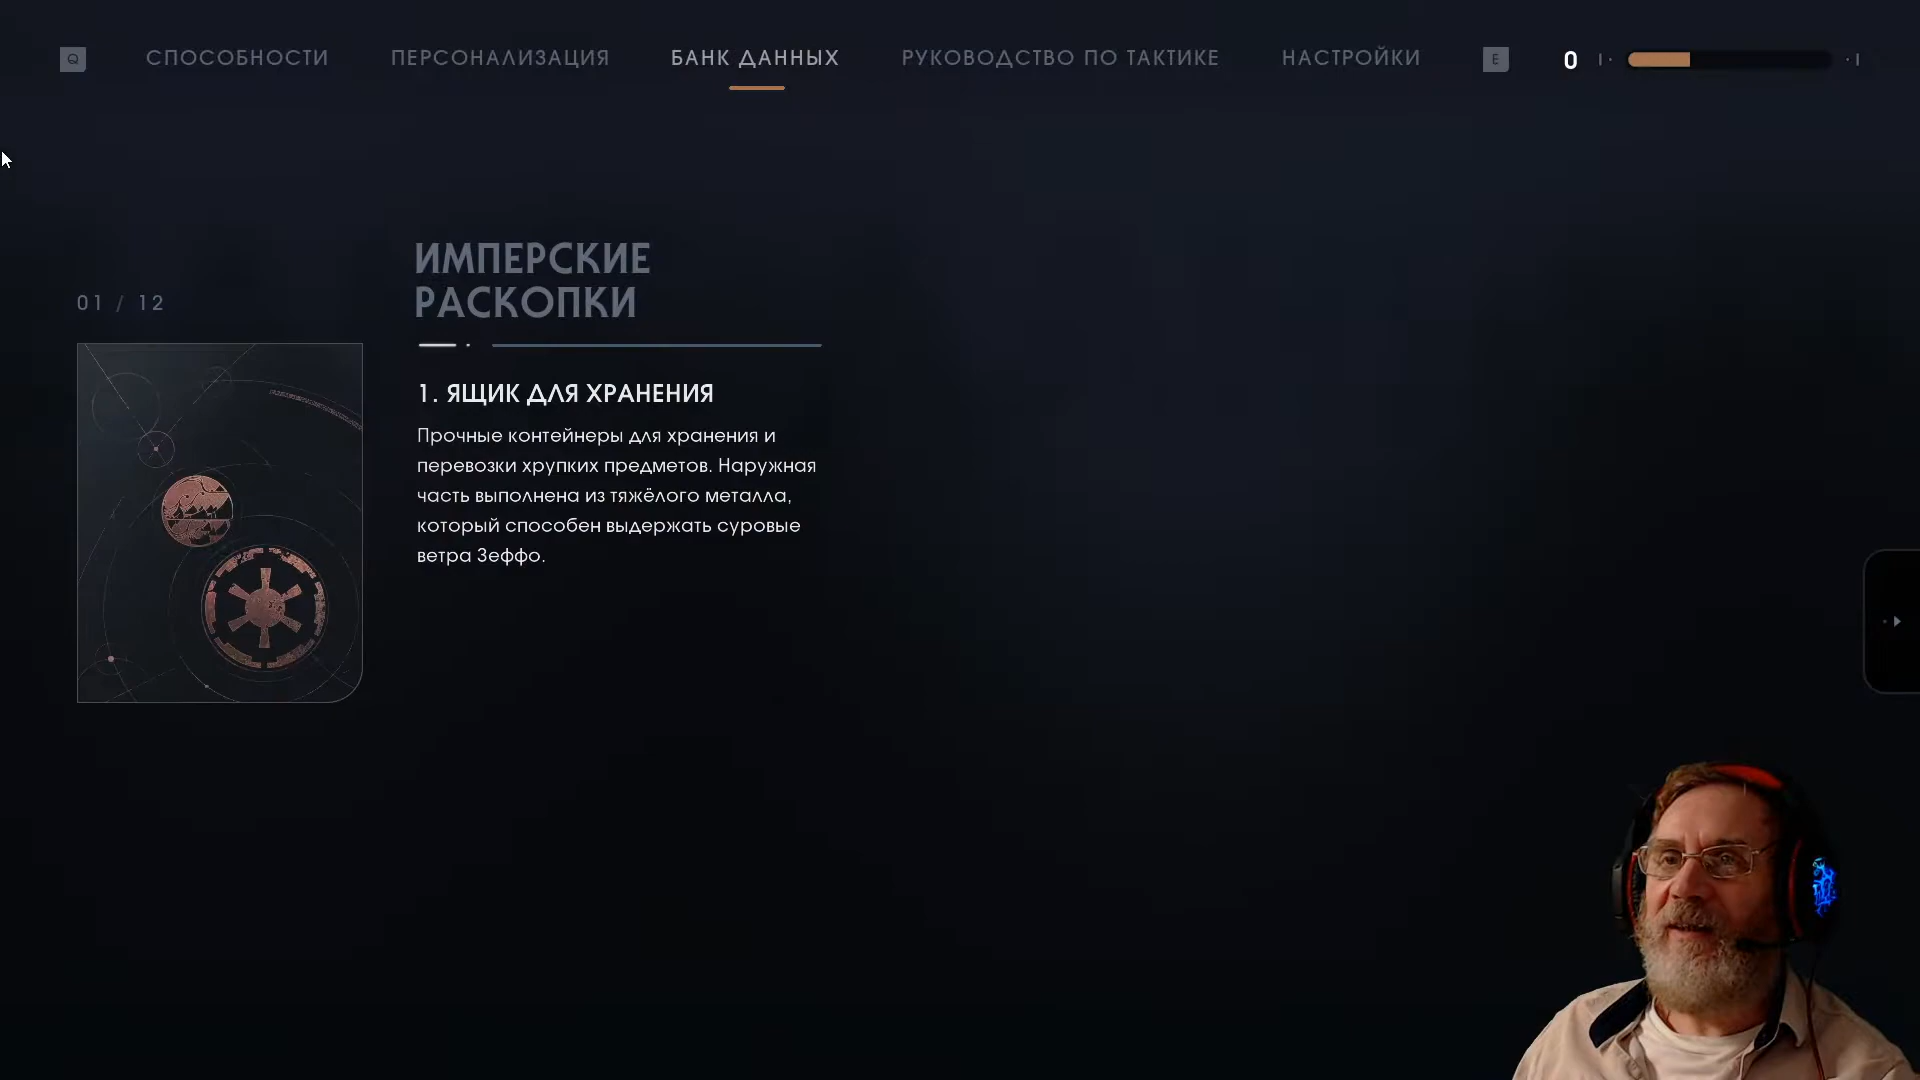 Q
СПОСОБНОСТИ
ПЕРСОНАЛИЗАЦИЯ
БАНК ДАННЫХ
РУКОВОДСТВО ПО ТАКТИКЕ
НАСТРОЙКИ
E
0
ИМПЕРСКИЕ
РАСКОПКИ
01 / 12
1. ЯЩИК ДЛЯ ХРАНЕНИЯ
Прочные контейнеры для хранения и
перевозки хрупких предметов. Наружная
часть выполнена из тяжёлого металла,
который способен выдержать суровые
ветра Зеффо.